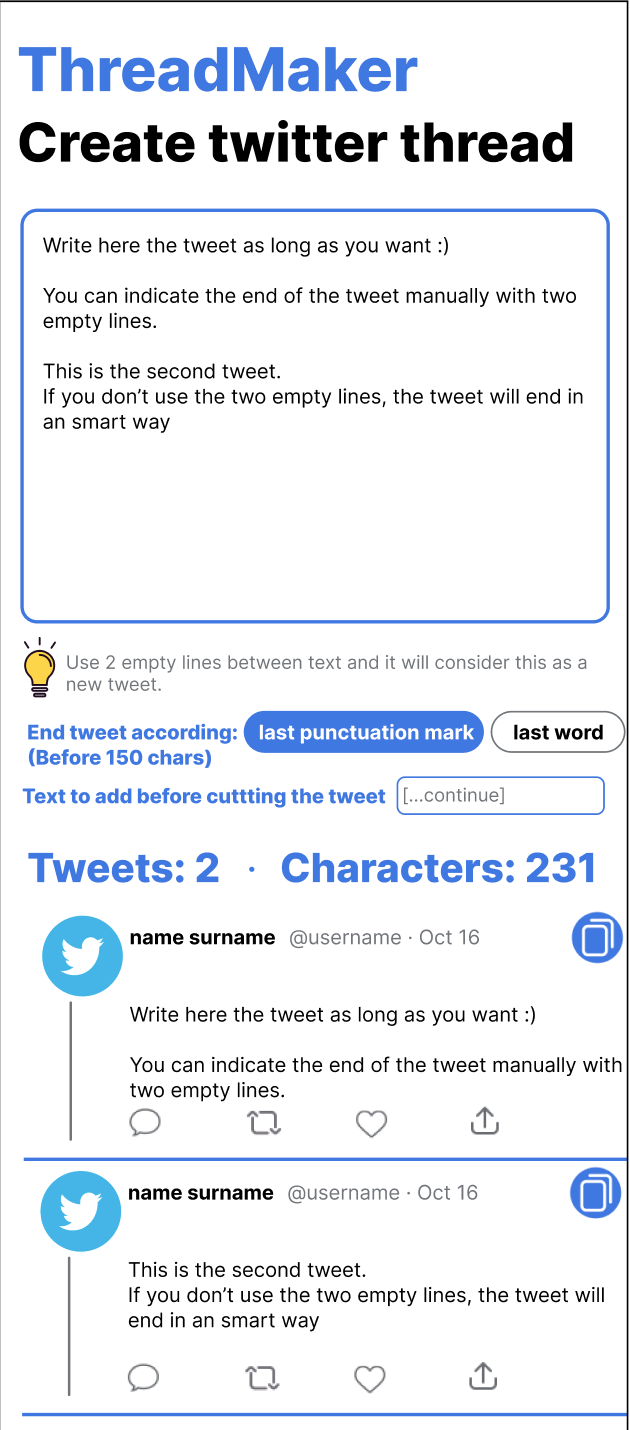 ThreadMaker
Create twitter thread
Write here the tweet as long as you want :)
You can indicate the end of the tweet manually with two
empty lines.
This is the second tweet.
If you don’t use the two empty lines, the tweet will end in
an smart way
Use 2 empty lines between text and it will consider this as a
new tweet.
End tweet according: last punctuation mark last word
(Before 150 chars)
Text to add before cuttting the tweet [...continue]
Tweets: 2 · Characters: 231
name surname @username · Oct 16
Write here the tweet as long as you want :)
You can indicate the end of the tweet manually with
two empty lines.
name surname @username · Oct 16
This is the second tweet.
If you don’t use the two empty lines, the tweet will
end in an smart way